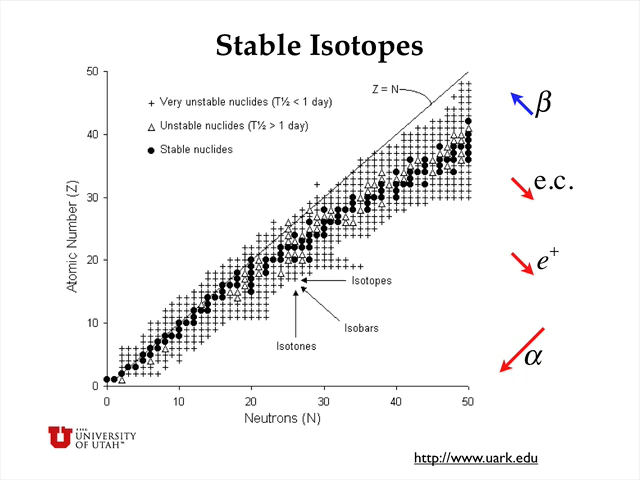 Stable Isotopes
Atomic Number (Z)
50
40
30
20
10
0
+ Very unstable nuclides (T½ < 1 day)
△ Unstable nuclides (T½ > 1 day)
● Stable nuclides
Z = N
Isotopes
Isobars
Isotones
0 10 20 30 40 50
Neutrons (N)
β
e.c.
e⁺
α
THE
UNIVERSITY
OF UTAH™
http://www.uark.edu